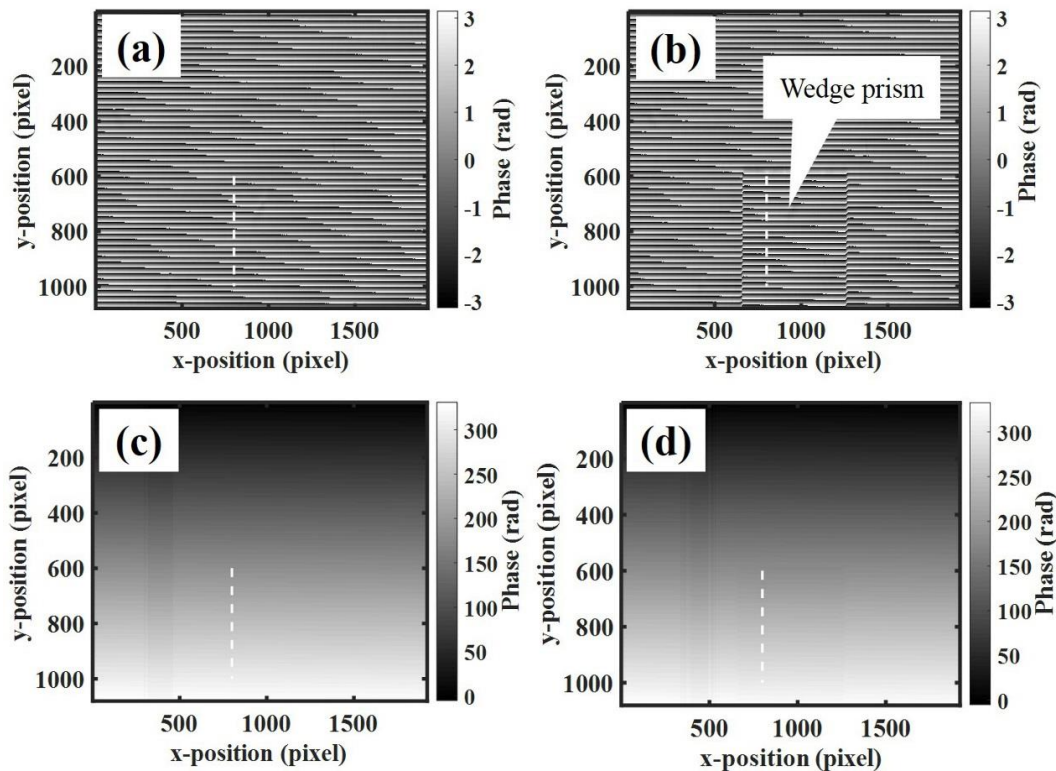 (a)
200
400
600
800
1000
y-position (pixel)
500 1000 1500
x-position (pixel)
3
2
1
0
-1
-2
-3
Phase (rad)
(b)
Wedge prism
200
400
600
800
1000
y-position (pixel)
500 1000 1500
x-position (pixel)
3
2
1
0
-1
-2
-3
Phase (rad)
(c)
200
400
600
800
1000
y-position (pixel)
500 1000 1500
x-position (pixel)
300
250
200
150
100
50
0
Phase (rad)
(d)
200
400
600
800
1000
y-position (pixel)
500 1000 1500
x-position (pixel)
300
250
200
150
100
50
0
Phase (rad)